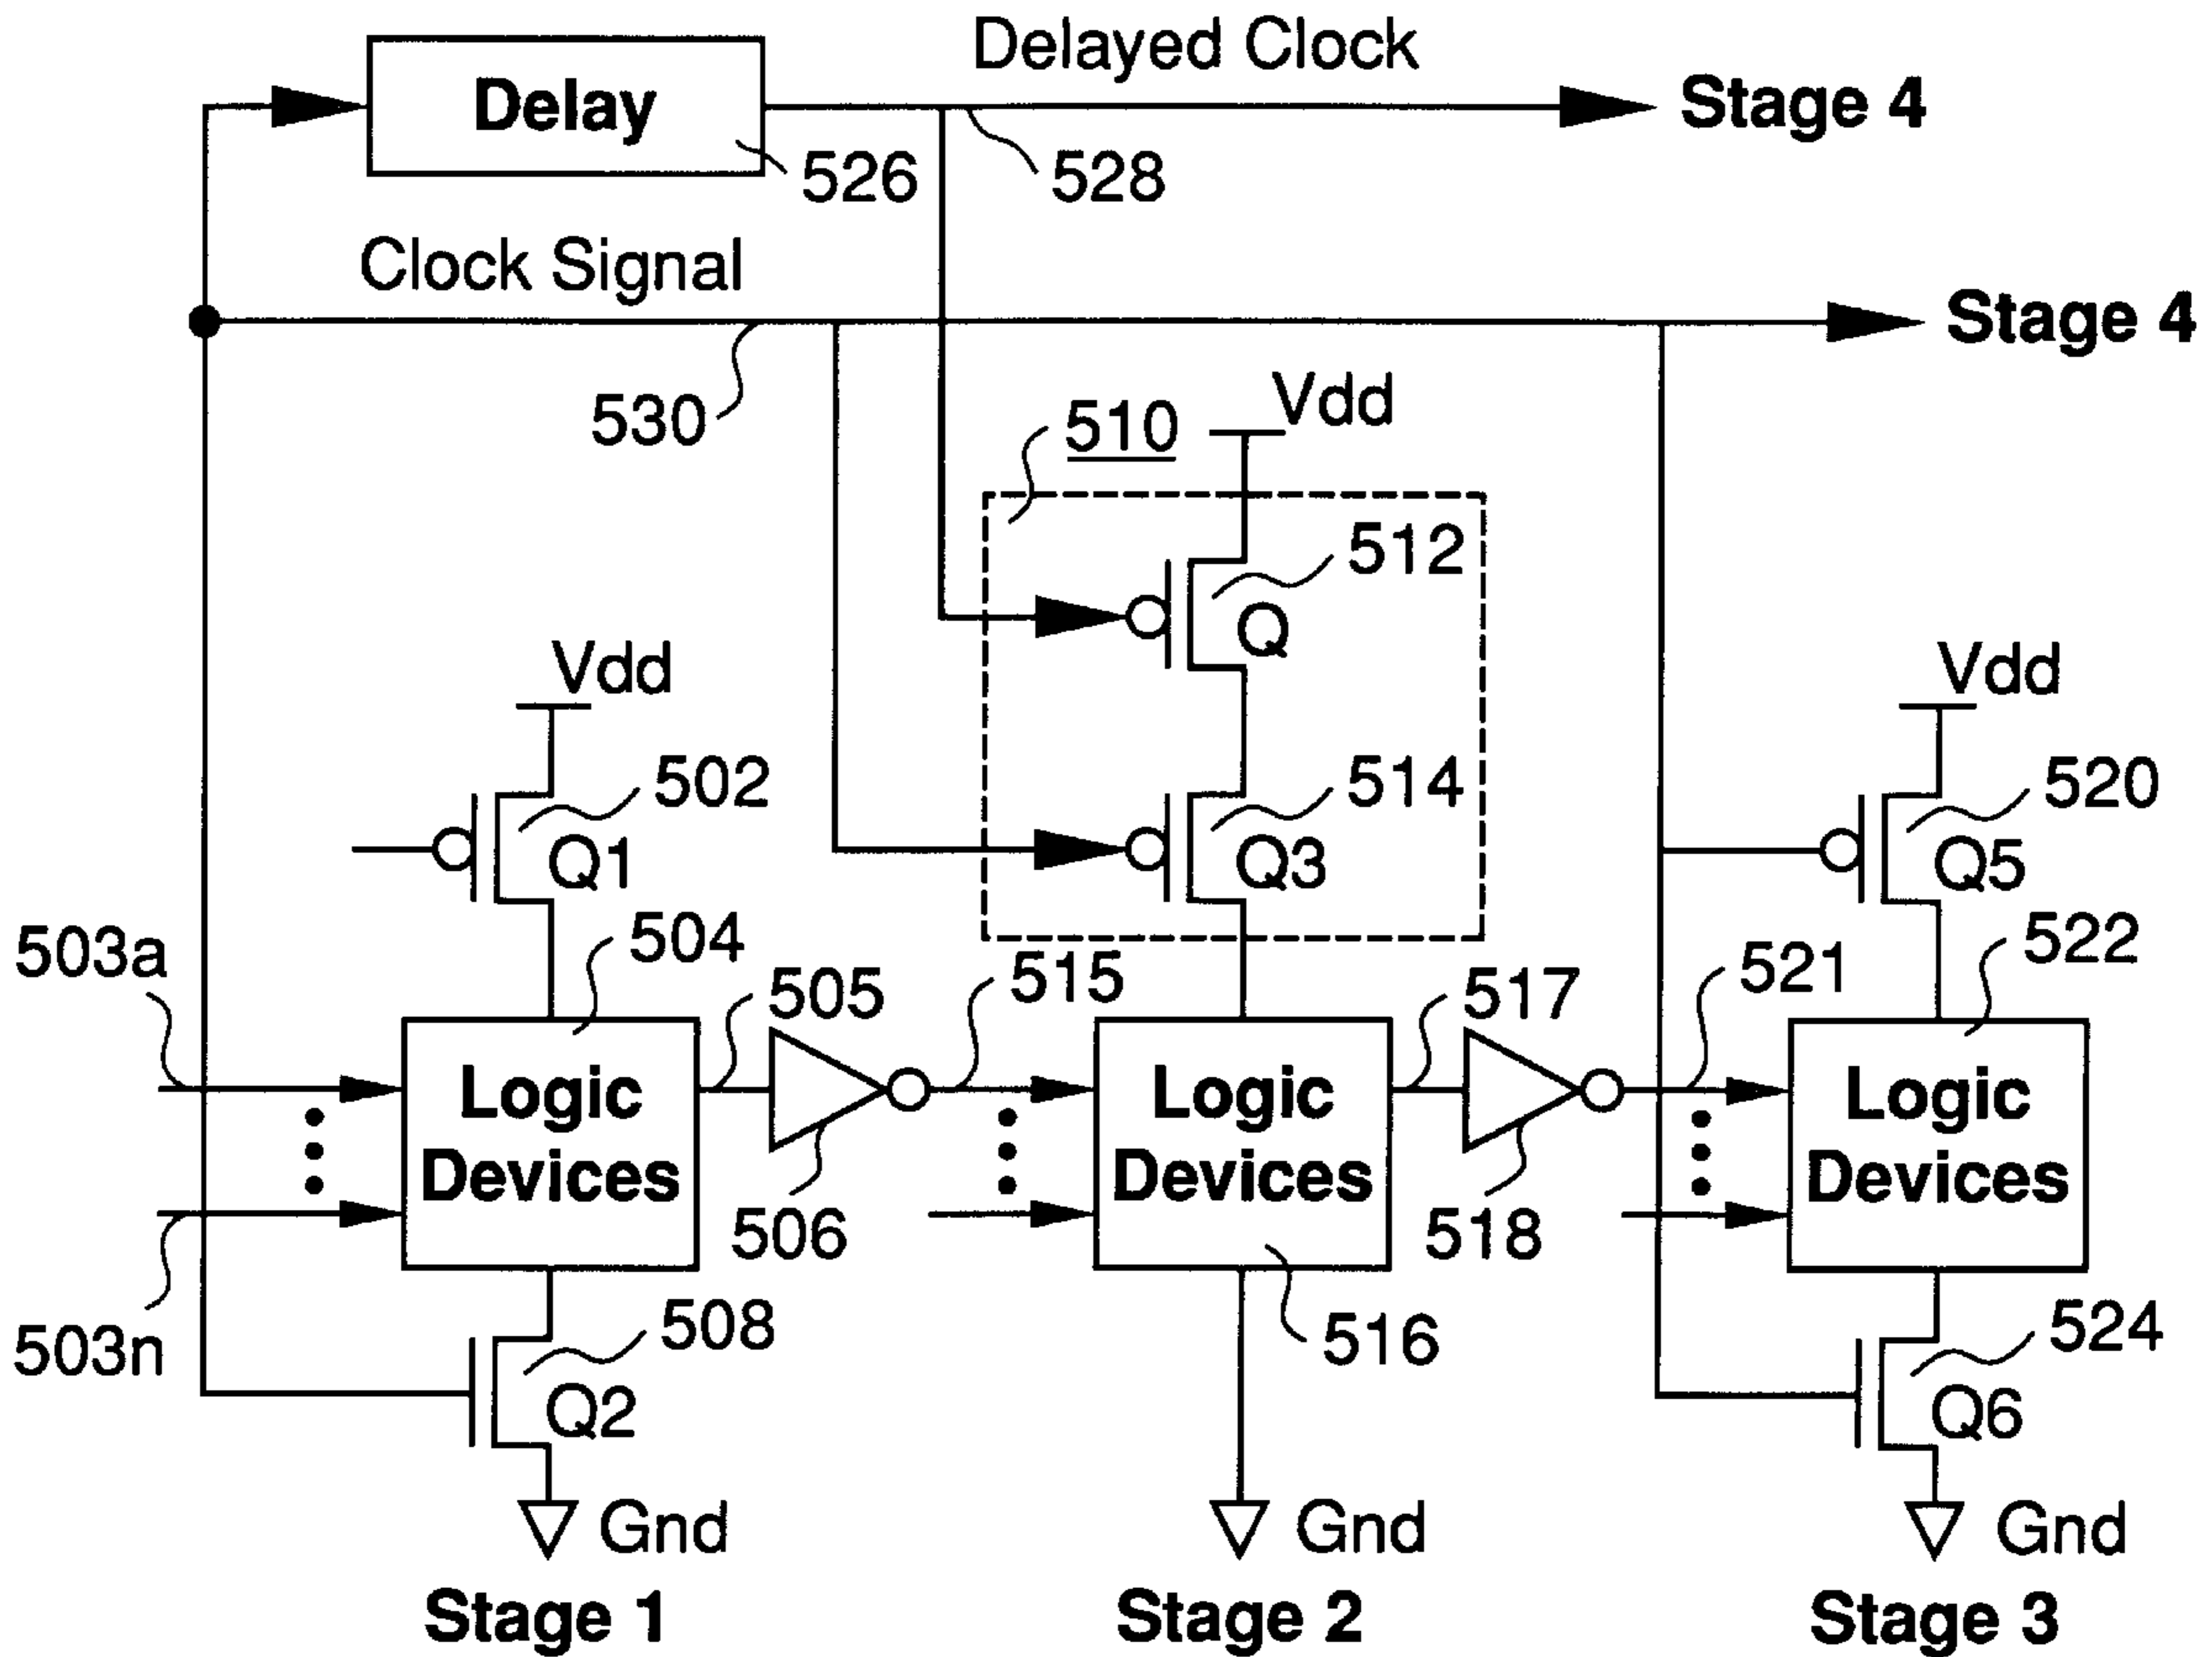 Delayed Clock
Delay
Stage 4
526
528
Clock Signal
Stage 4
530
510
Vdd
512
Q
Vdd
Vdd
502
514
520
Q1
Q3
Q5
503a
504
505
515
517
521
522
Logic
Devices
Logic
Devices
Logic
Devices
506
518
503n
508
516
524
Q2
Q6
Gnd
Gnd
Gnd
Stage 1
Stage 2
Stage 3